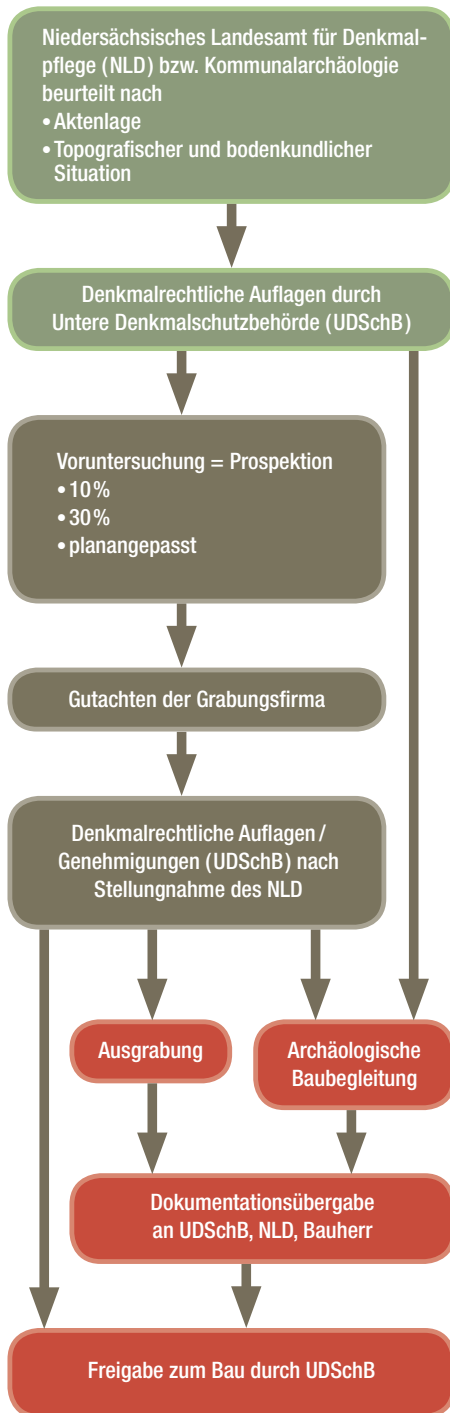 Niedersächsisches Landesamt für Denkmal-
pflege (NLD) bzw. Kommunalarchäologie
beurteilt nach
• Aktenlage
• Topografischer und bodenkundlicher
Situation
Denkmalrechtliche Auflagen durch
Untere Denkmalschutzbehörde (UDSchB)
Voruntersuchung = Prospektion
• 10 %
• 30 %
• planangepasst
Gutachten der Grabungsfirma
Denkmalrechtliche Auflagen /
Genehmigungen (UDSchB) nach
Stellungnahme des NLD
Ausgrabung
Archäologische
Baubegleitung
Dokumentationsübergabe
an UDSchB, NLD, Bauherr
Freigabe zum Bau durch UDSchB